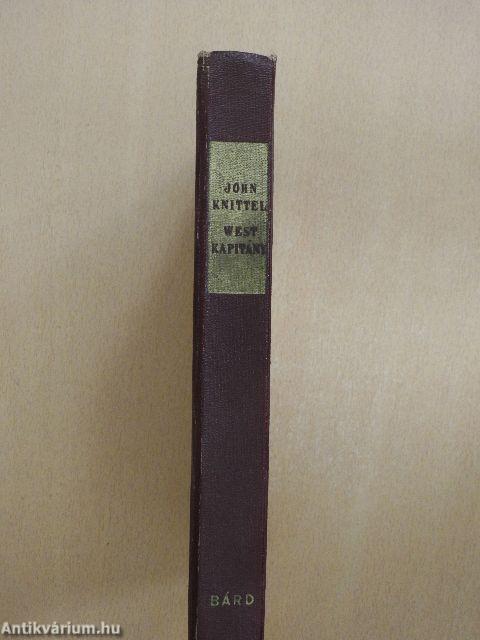 JOHN
KNITTEL
WEST
KAPITÁNY
BÁRD
Antikvárium.hu